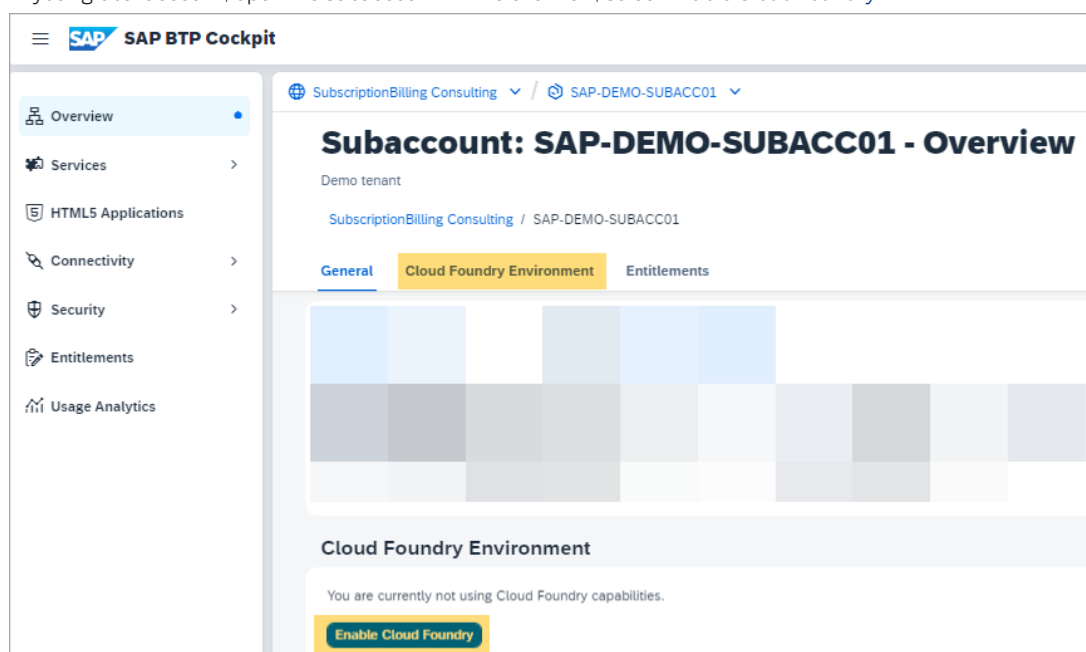 SAP SAP BTP Cockpit
Overview
Services
HTML5 Applications
Connectivity
Security
Entitlements
Usage Analytics
SubscriptionBilling Consulting / SAP-DEMO-SUBACC01
Subaccount: SAP-DEMO-SUBACC01 - Overview
Demo tenant
SubscriptionBilling Consulting / SAP-DEMO-SUBACC01
General Cloud Foundry Environment Entitlements
Cloud Foundry Environment
You are currently not using Cloud Foundry capabilities.
Enable Cloud Foundry